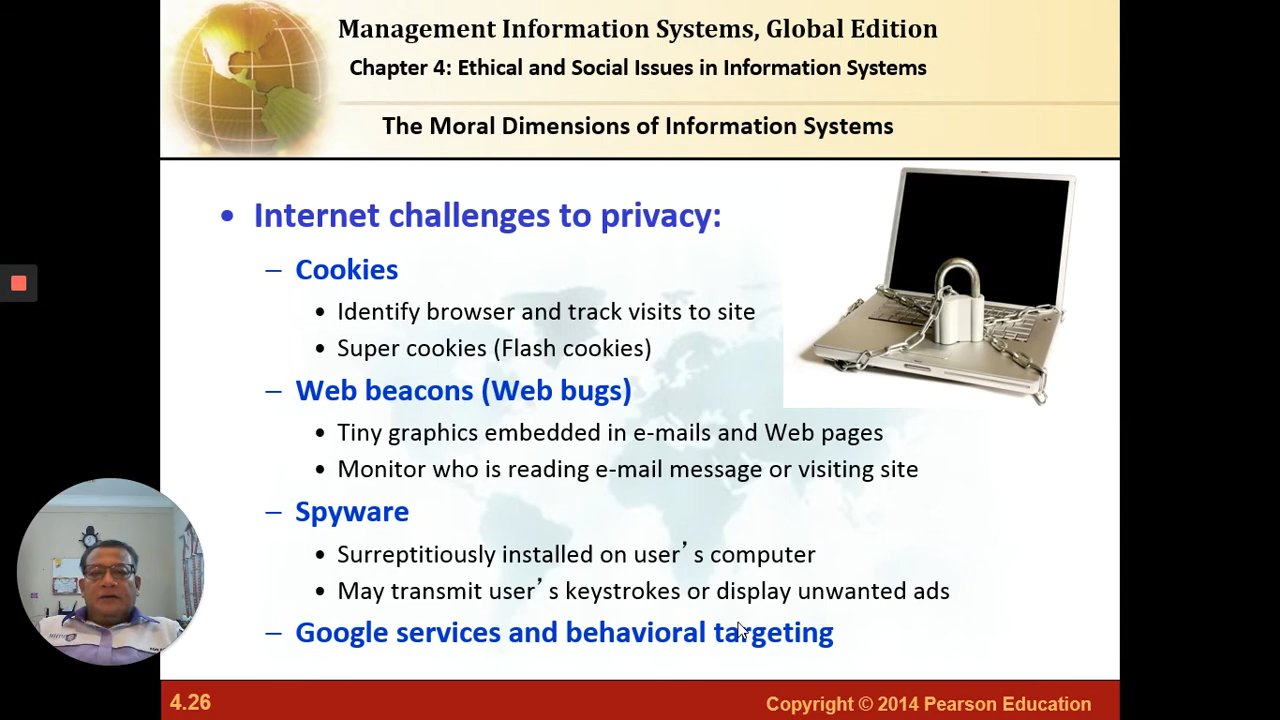 Management Information Systems, Global Edition
Chapter 4: Ethical and Social Issues in Information Systems
The Moral Dimensions of Information Systems
• Internet challenges to privacy:
– Cookies
• Identify browser and track visits to site
• Super cookies (Flash cookies)
– Web beacons (Web bugs)
• Tiny graphics embedded in e-mails and Web pages
• Monitor who is reading e-mail message or visiting site
– Spyware
• Surreptitiously installed on user’s computer
• May transmit user’s keystrokes or display unwanted ads
– Google services and behavioral targeting
4.26
Copyright © 2014 Pearson Education